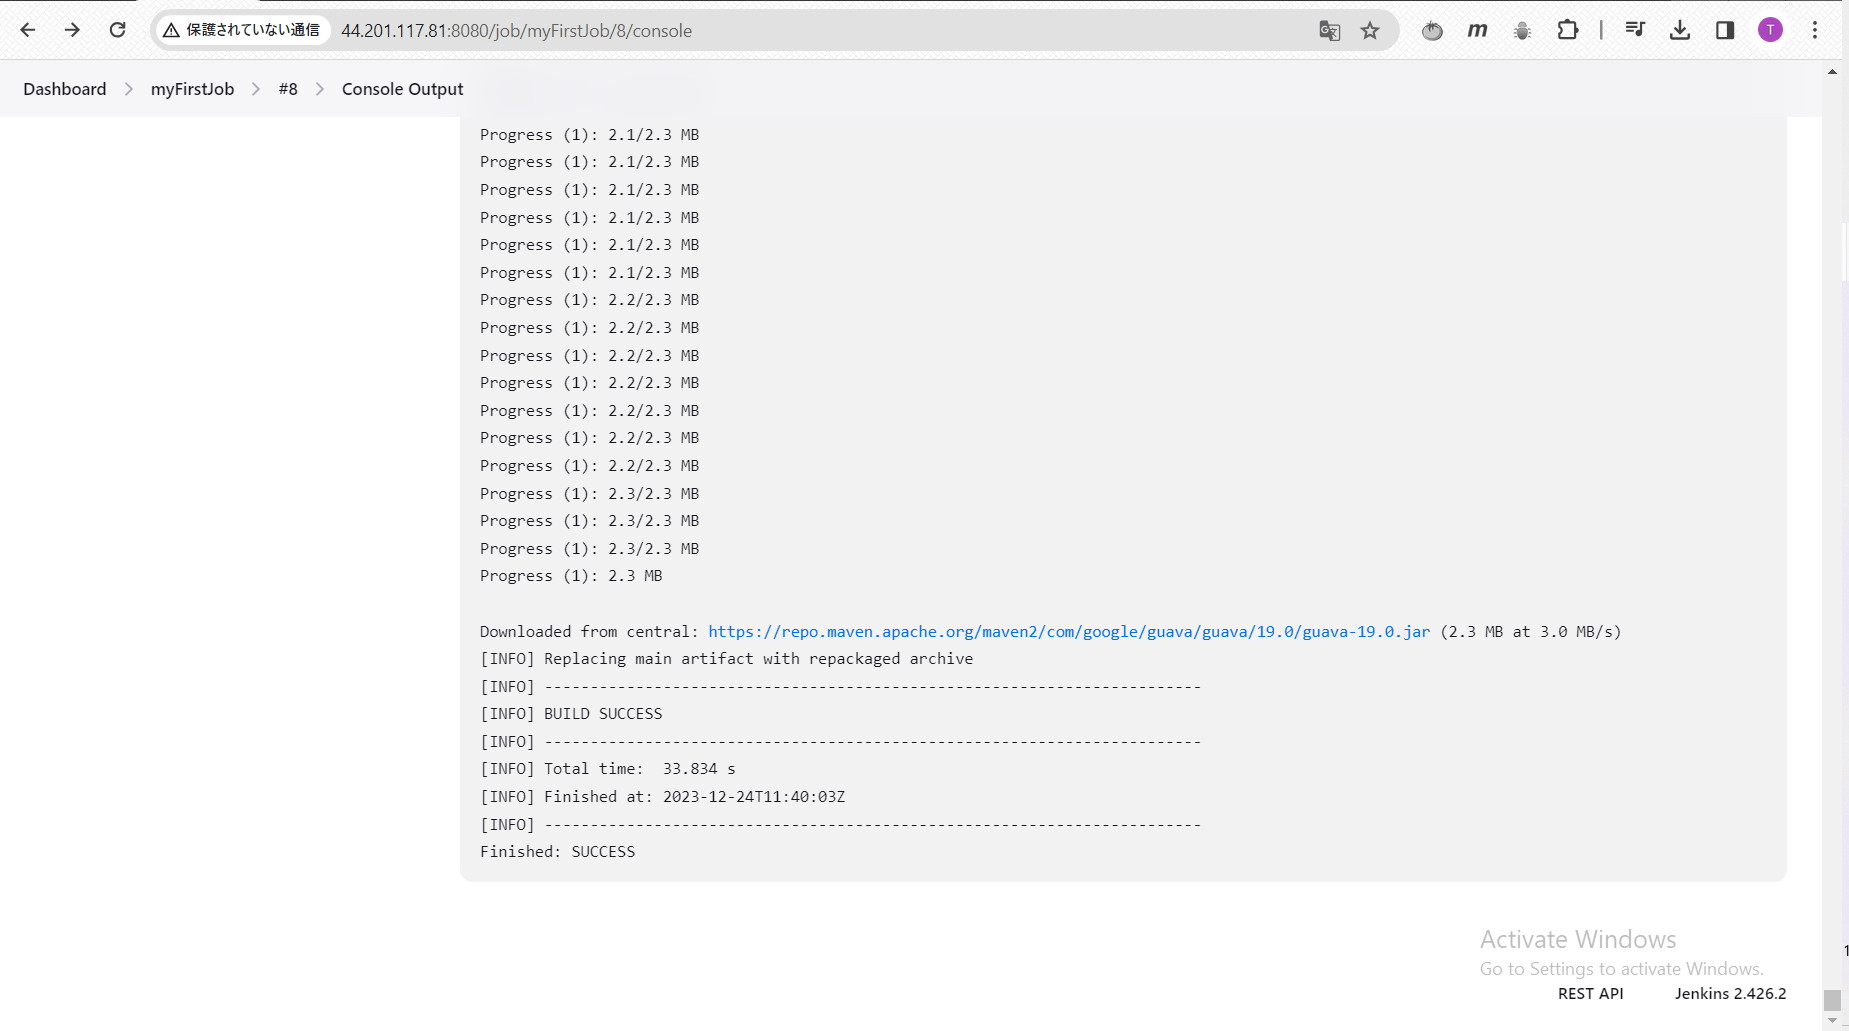 保護されていない通信 44.201.117.81:8080/job/myFirstJob/8/console
m
T
Dashboard > myFirstJob > #8 > Console Output
Progress (1): 2.1/2.3 MB
Progress (1): 2.1/2.3 MB
Progress (1): 2.1/2.3 MB
Progress (1): 2.1/2.3 MB
Progress (1): 2.1/2.3 MB
Progress (1): 2.1/2.3 MB
Progress (1): 2.2/2.3 MB
Progress (1): 2.2/2.3 MB
Progress (1): 2.2/2.3 MB
Progress (1): 2.2/2.3 MB
Progress (1): 2.2/2.3 MB
Progress (1): 2.2/2.3 MB
Progress (1): 2.2/2.3 MB
Progress (1): 2.3/2.3 MB
Progress (1): 2.3/2.3 MB
Progress (1): 2.3/2.3 MB
Progress (1): 2.3 MB
Downloaded from central: https://repo.maven.apache.org/maven2/com/google/guava/guava/19.0/guava-19.0.jar (2.3 MB at 3.0 MB/s)
[INFO] Replacing main artifact with repackaged archive
[INFO] ------------------------------------------------------------------------
[INFO] BUILD SUCCESS
[INFO] ------------------------------------------------------------------------
[INFO] Total time:  33.834 s
[INFO] Finished at: 2023-12-24T11:40:03Z
[INFO] ------------------------------------------------------------------------
Finished: SUCCESS
Activate Windows
Go to Settings to activate Windows.
REST API Jenkins 2.426.2